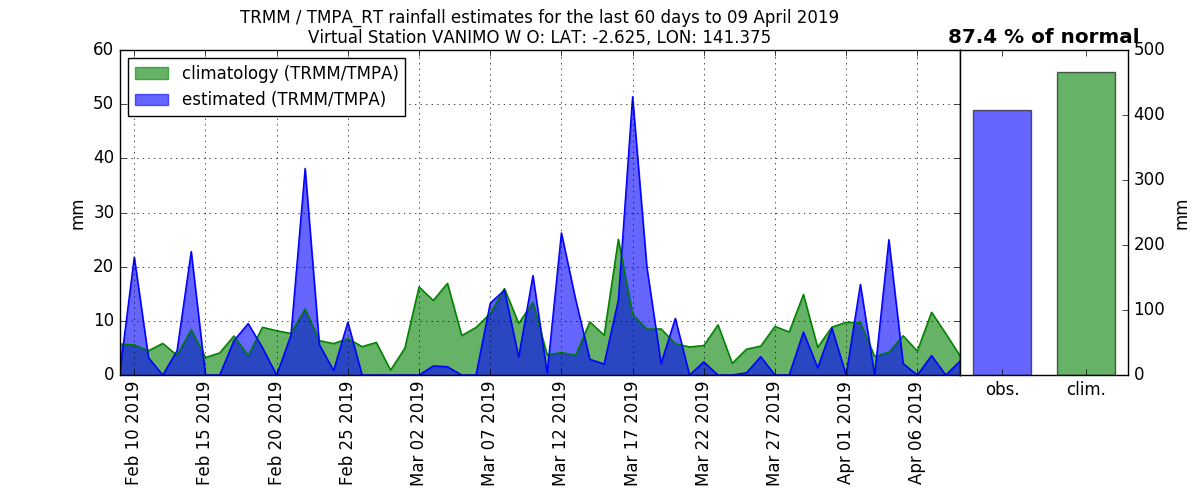 TRMM / TMPA_RT rainfall estimates for the last 60 days to 09 April 2019
Virtual Station VANIMO W O: LAT: -2.625, LON: 141.375
87.4 % of normal
climatology (TRMM/TMPA)
estimated (TRMM/TMPA)
mm
60
50
40
30
20
10
0
Feb 10 2019
Feb 15 2019
Feb 20 2019
Feb 25 2019
Mar 02 2019
Mar 07 2019
Mar 12 2019
Mar 17 2019
Mar 22 2019
Mar 27 2019
Apr 01 2019
Apr 06 2019
obs.
clim.
500
400
300
200
100
0
mm